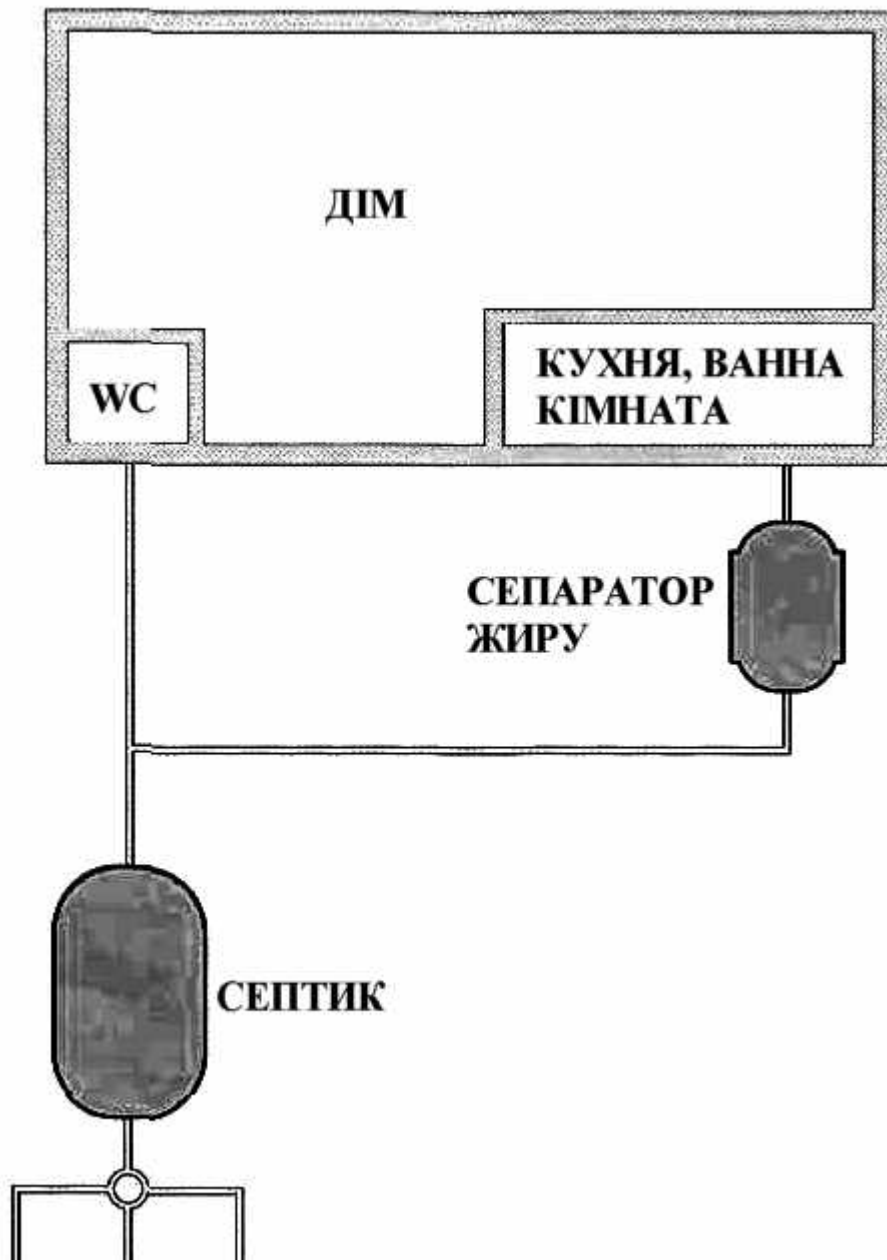 ДІМ
WC
КУХНЯ, ВАННА
КІМНАТА
СЕПАРАТОР
ЖИРУ
СЕПТИК